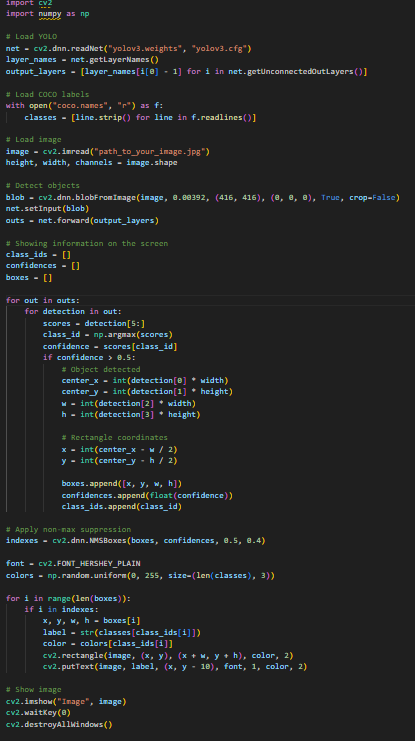 import cv2
import numpy as np

# Load YOLO
net = cv2.dnn.readNet("yolov3.weights", "yolov3.cfg")
layer_names = net.getLayerNames()
output_layers = [layer_names[i[0] - 1] for i in net.getUnconnectedOutLayers()]

# Load COCO labels
with open("coco.names", "r") as f:
    classes = [line.strip() for line in f.readlines()]

# Load image
image = cv2.imread("path_to_your_image.jpg")
height, width, channels = image.shape

# Detect objects
blob = cv2.dnn.blobFromImage(image, 0.00392, (416, 416), (0, 0, 0), True, crop=False)
net.setInput(blob)
outs = net.forward(output_layers)

# Showing information on the screen
class_ids = []
confidences = []
boxes = []

for out in outs:
    for detection in out:
        scores = detection[5:]
        class_id = np.argmax(scores)
        confidence = scores[class_id]
        if confidence > 0.5:
            # Object detected
            center_x = int(detection[0] * width)
            center_y = int(detection[1] * height)
            w = int(detection[2] * width)
            h = int(detection[3] * height)

            # Rectangle coordinates
            x = int(center_x - w / 2)
            y = int(center_y - h / 2)

            boxes.append([x, y, w, h])
            confidences.append(float(confidence))
            class_ids.append(class_id)

# Apply non-max suppression
indexes = cv2.dnn.NMSBoxes(boxes, confidences, 0.5, 0.4)

font = cv2.FONT_HERSHEY_PLAIN
colors = np.random.uniform(0, 255, size=(len(classes), 3))

for i in range(len(boxes)):
    if i in indexes:
        x, y, w, h = boxes[i]
        label = str(classes[class_ids[i]])
        color = colors[class_ids[i]]
        cv2.rectangle(image, (x, y), (x + w, y + h), color, 2)
        cv2.putText(image, label, (x, y - 10), font, 1, color, 2)

# Show image
cv2.imshow("Image", image)
cv2.waitKey(0)
cv2.destroyAllWindows()